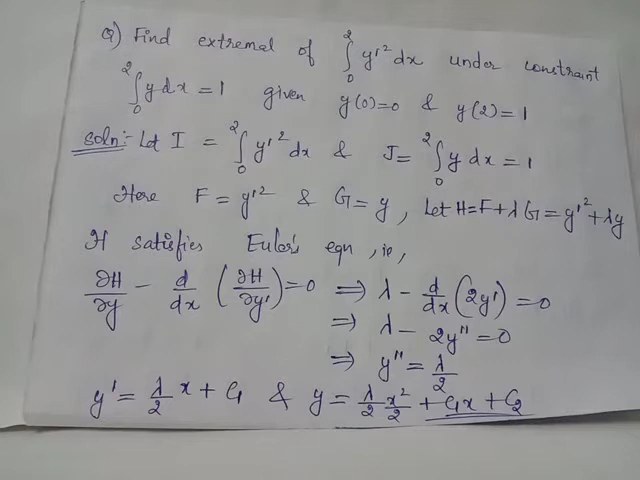 Q) Find extremal of ∫₀² y'² dx under constraint
∫₀² y dx = 1 given y(0)=0 & y(2)=1
Soln:- Let I = ∫₀² y'² dx & J= ∫₀² y dx = 1
Here F = y'² & G = y , Let H=F+λG=y'²+λy
H satisfies Euler's eqn , ie,
∂H/∂y - d/dx (∂H/∂y') = 0 ⇒ λ - d/dx (2y') = 0
⇒ λ - 2y'' = 0
⇒ y'' = λ/2
y' = λ/2 x + C₁ & y = λ/2 x²/2 + C₁x + C₂